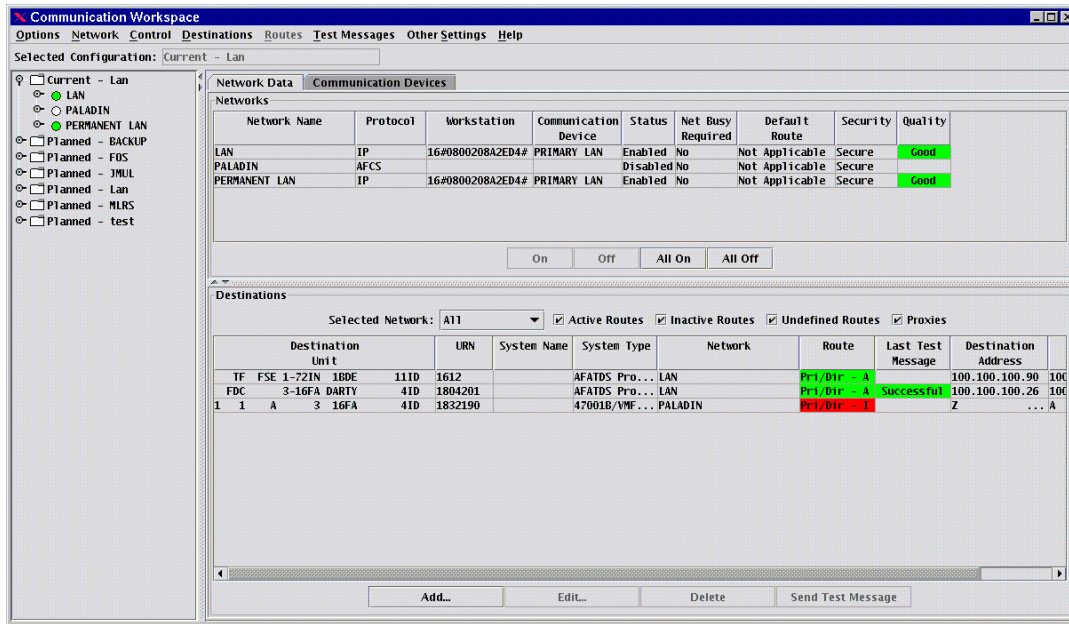 Communication Workspace
Options Network Control Destinations Routes Test Messages Other Settings Help
Selected Configuration: Current - Lan
Current - Lan
LAN
PALADIN
PERMANENT LAN
Planned - BACKUP
Planned - FOS
Planned - JMUL
Planned - Lan
Planned - MLRS
Planned - test
Network Data Communication Devices
Networks
Network Name Protocol Workstation Communication Device Status Net Busy Required Default Route Security Quality
LAN IP 16#0800208A2ED4# PRIMARY LAN Enabled No Not Applicable Secure Good
PALADIN AFCS Disabled No Not Applicable Secure
PERMANENT LAN IP 16#0800208A2ED4# PRIMARY LAN Enabled No Not Applicable Secure Good
On Off All On All Off
Destinations
Selected Network: All Active Routes Inactive Routes Undefined Routes Proxies
Destination Unit URN System Name System Type Network Route Last Test Message Destination Address
TF FSE 1-72IN 1BDE 11ID 1612 AFATDS Pro... LAN Pri/Dir - A 100.100.100.90 100
FDC 3-16FA DARTY 4ID 1804201 AFATDS Pro... LAN Pri/Dir - A Successful 100.100.100.26 100
1 1 A 3 16FA 4ID 1832190 47001B/VMF... PALADIN Pri/Dir - I Z ... A
Add... Edit... Delete Send Test Message